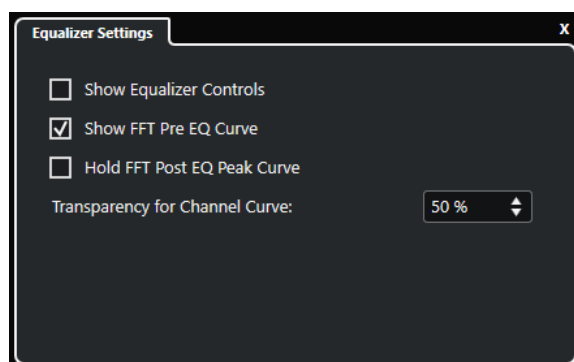 Equalizer Settings
X
Show Equalizer Controls
Show FFT Pre EQ Curve
Hold FFT Post EQ Peak Curve
Transparency for Channel Curve: 50 %